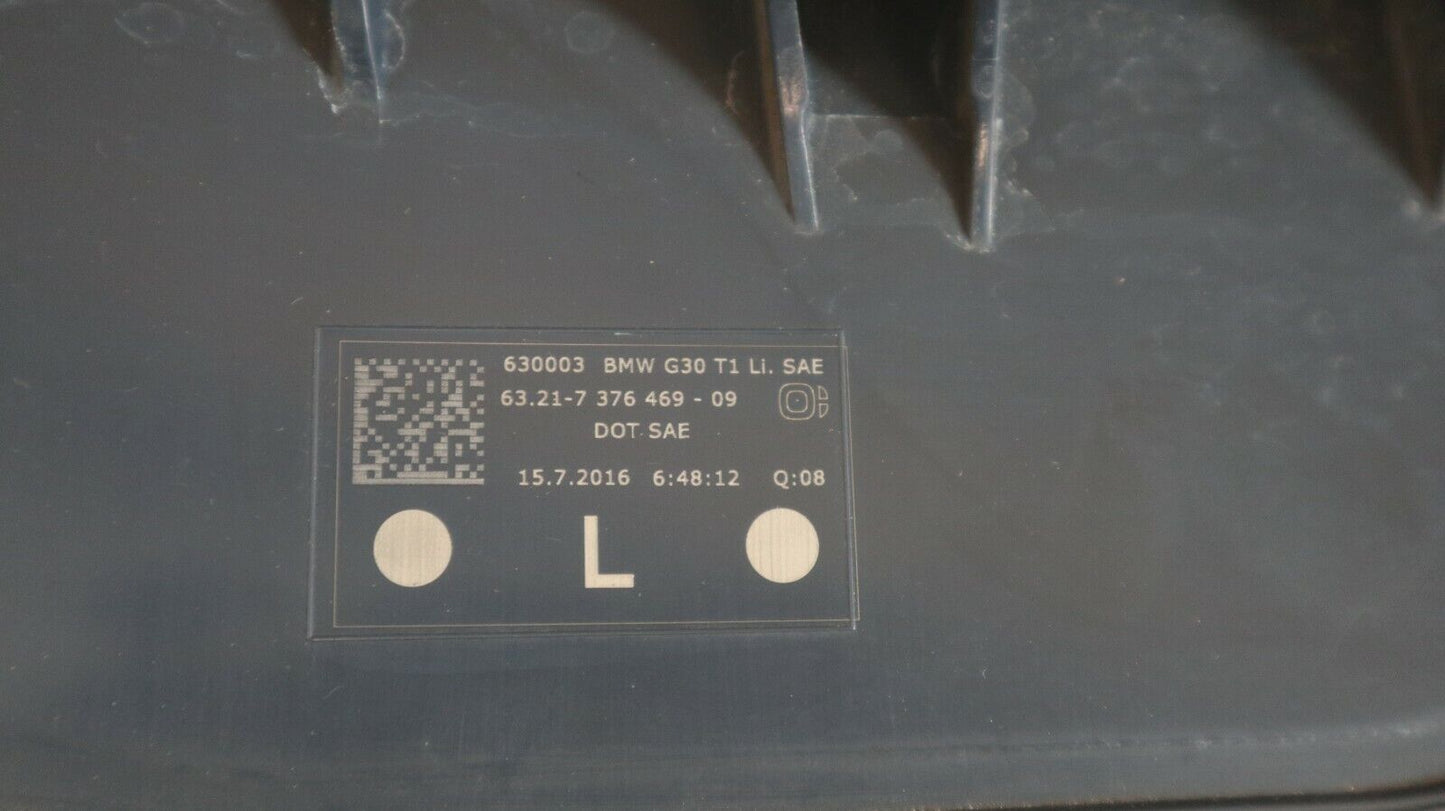 630003 BMW G30 T1 Li. SAE
63.21-7 376 469 - 09
DOT SAE
15.7.2016 6:48:12 Q:08
L